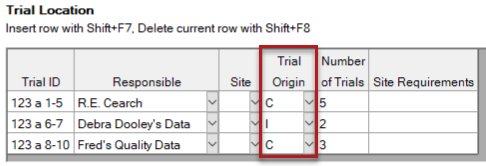 Trial Location
Insert row with Shift+F7, Delete current row with Shift+F8
Trial Number
Trial ID Responsible Site Origin of Trials Site Requirements
123 a 1-5 R.E. Cearch C 5
123 a 6-7 Debra Dooley's Data I 2
123 a 8-10 Fred's Quality Data C 3